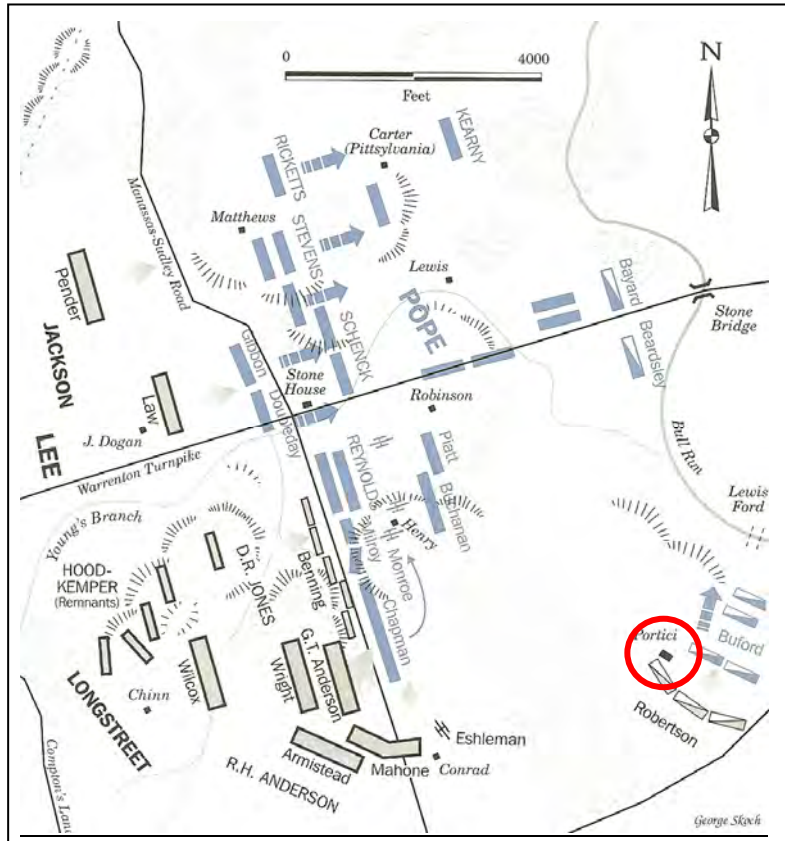 0
4000
Feet
N
KEARNY
Carter
(Pittsylvania)
RICKETTS
Manassas-Sudley Road
Matthews
STEVENS
Pender
Lewis
Bayard
POPE
Stone
Bridge
JACKSON
Gibbon
SCHENCK
Beardsley
Stone
House
LEE
Law
Doubleday
Robinson
J. Dogan
Warrenton Turnpike
REYNOLDS
Piatt
Bull Run
Buchanan
Lewis
Ford
Young's Branch
Milroy
Henry
HOOD-
KEMPER
(Remnants)
D.R. JONES
Benning
Monroe
Chapman
Portici
Buford
Wilcox
Wright
G.T. Anderson
Chinn
LONGSTREET
Robertson
Eshleman
Armistead
Mahone
Conrad
R.H. ANDERSON
Compton's Lane
George Skoch